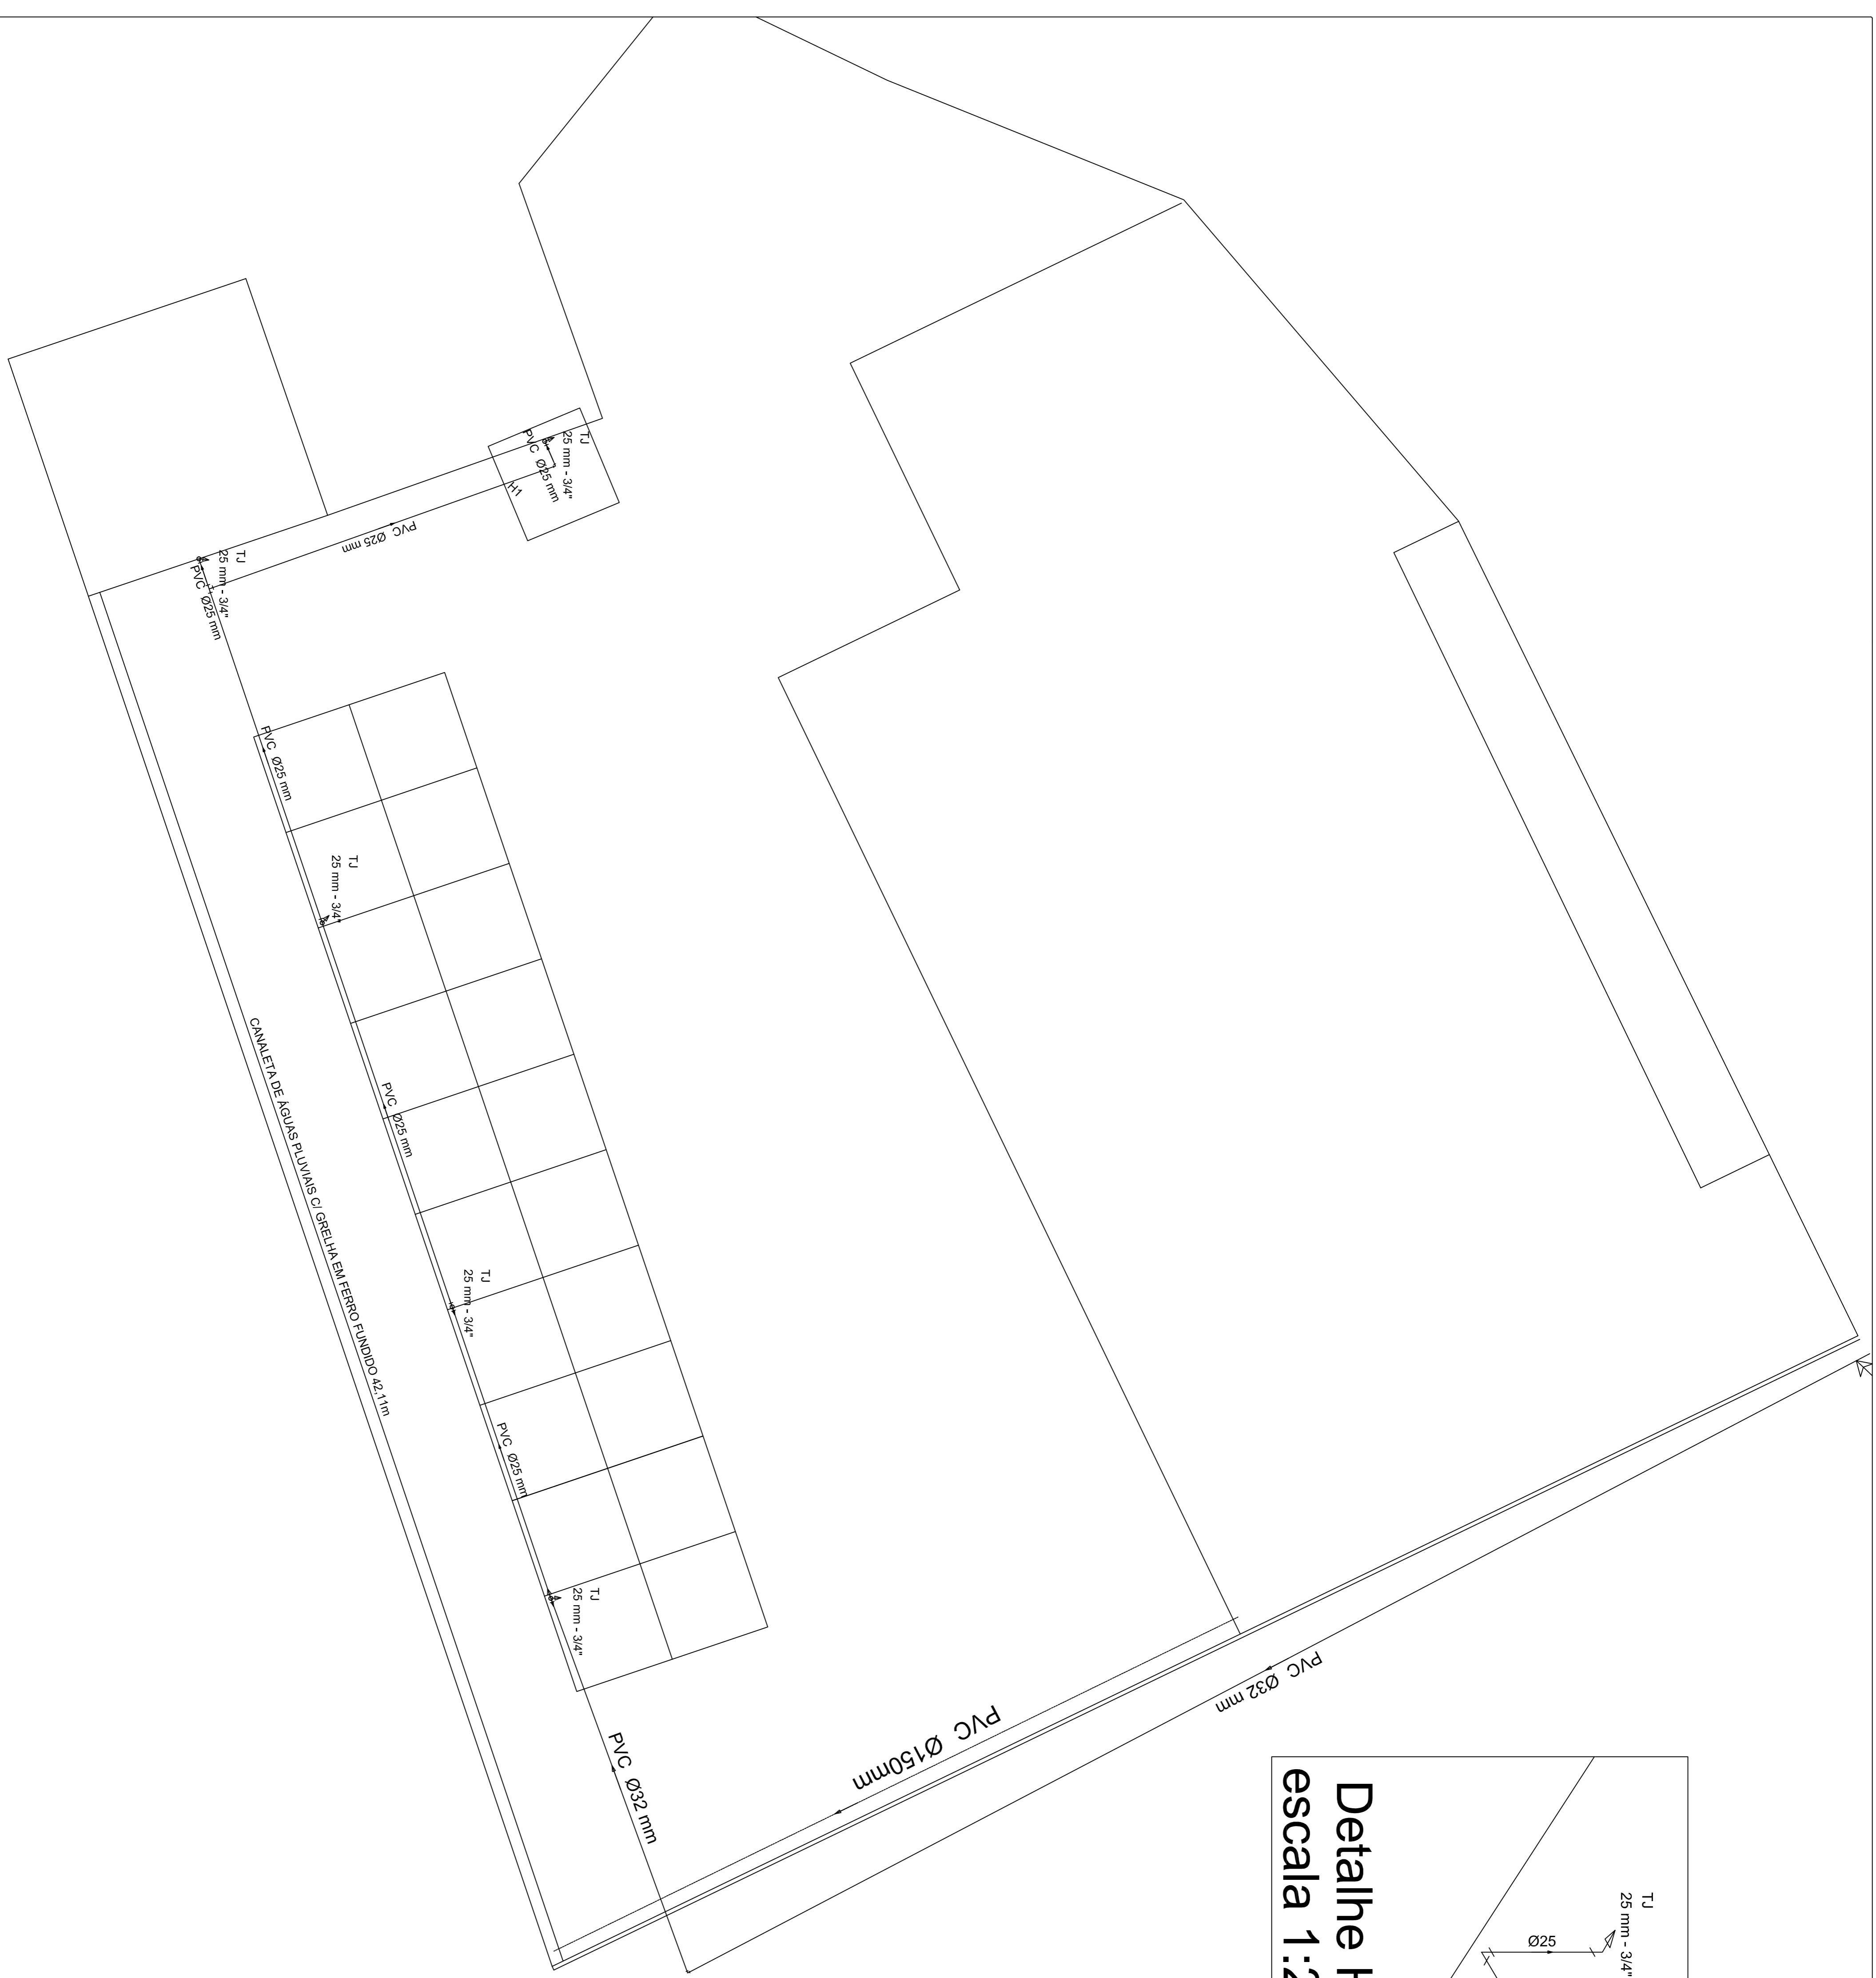 TJ
25 mm - 3/4"
PVC Ø25 mm
H1
PVC Ø25 mm
TJ
25 mm - 3/4"
PVC Ø25 mm
PVC Ø25 mm
TJ
25 mm - 3/4"
CANALETA DE ÁGUAS PLUVIAIS C/ GRELHA EM FERRO FUNDIDO 42,11m
PVC Ø25 mm
TJ
25 mm - 3/4"
PVC Ø25 mm
TJ
25 mm - 3/4"
PVC Ø32 mm
PVC Ø150mm
PVC Ø32 mm
TJ
25 mm - 3/4"
Ø25
Detalhe
escala 1:2